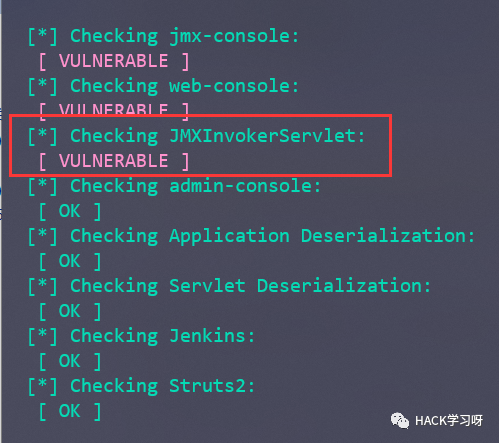 [*] Checking jmx-console:
[ VULNERABLE ]
[*] Checking web-console:
[ VULNERABLE ]
[*] Checking JMXInvokerServlet:
[ VULNERABLE ]
[*] Checking admin-console:
[ OK ]
[*] Checking Application Deserialization:
[ OK ]
[*] Checking Servlet Deserialization:
[ OK ]
[*] Checking Jenkins:
[ OK ]
[*] Checking Struts2:
[ OK ]
HACK学习呀